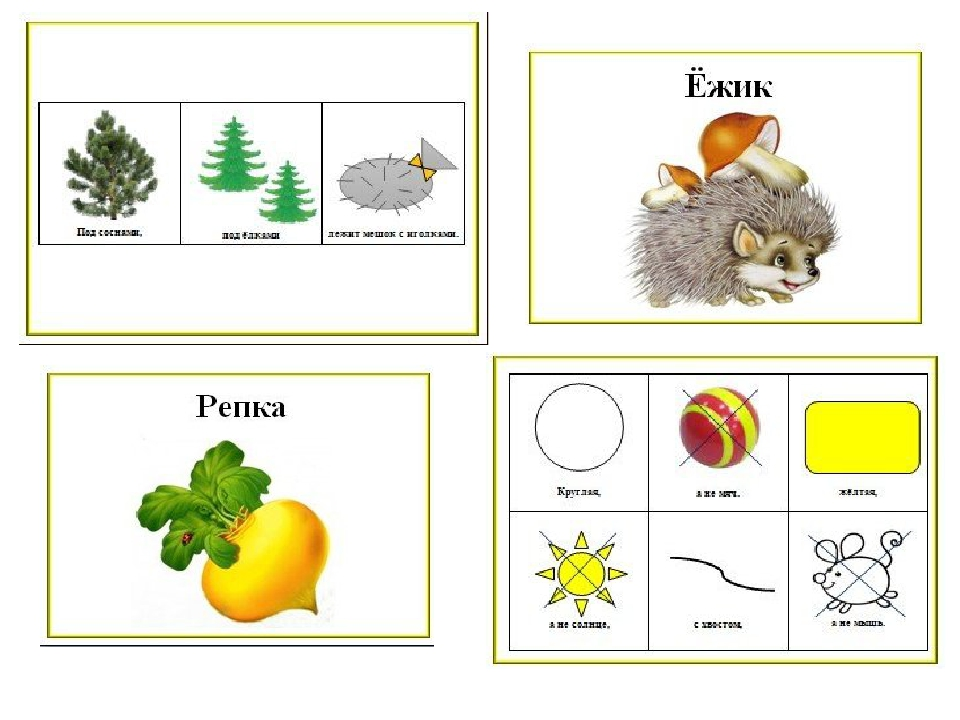 Под соснами,
под ёлками
лежит мешок с иголками.
Ёжик
Репка
Круглая,
а не мяч.
жёлтая,
а не солнце,
с хвостом,
а не мышь.